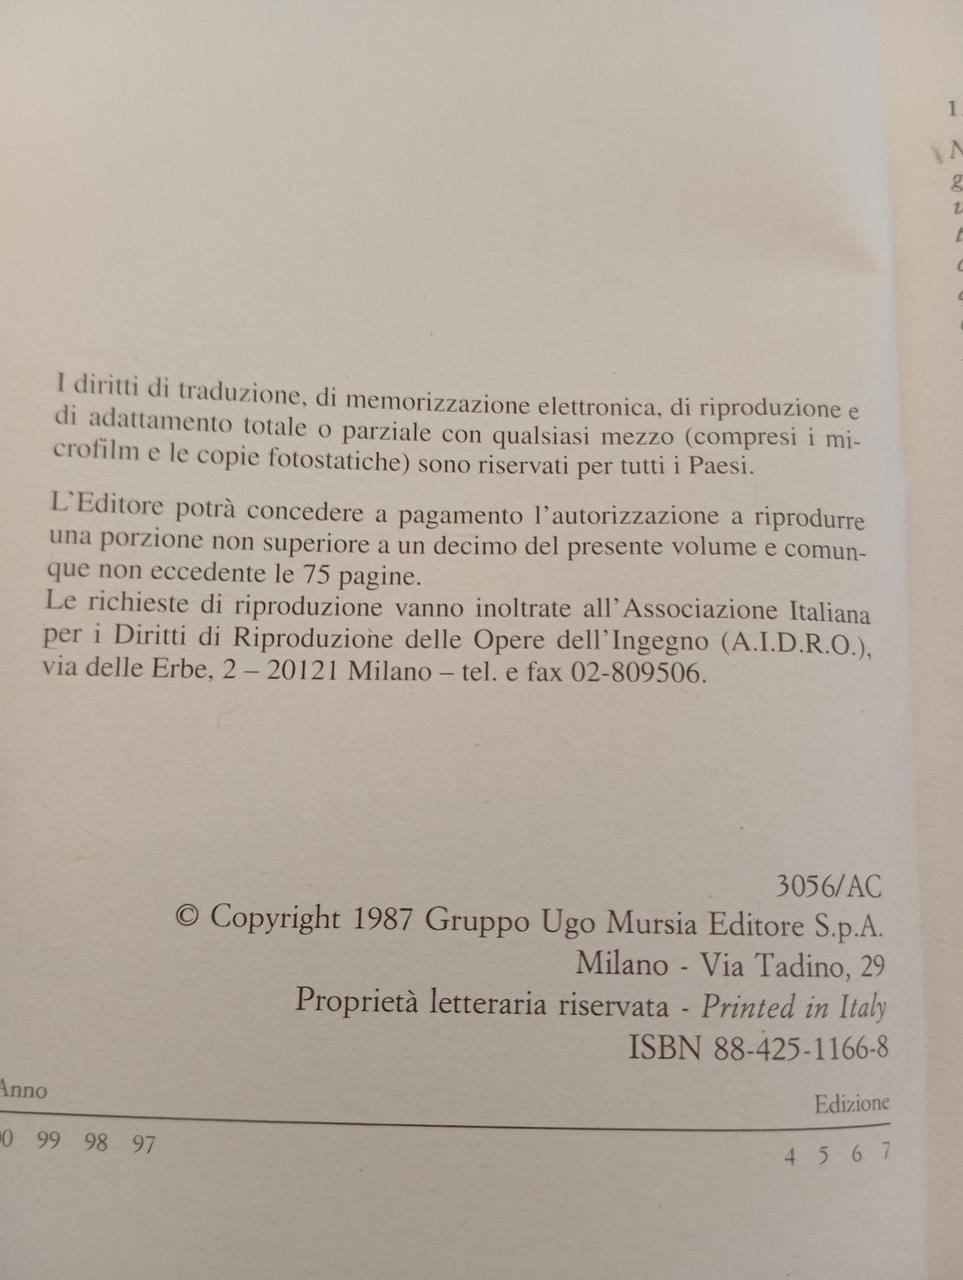 I diritti di traduzione, di memorizzazione elettronica, di riproduzione e
di adattamento totale o parziale con qualsiasi mezzo (compresi i mi-
crofilm e le copie fotostatiche) sono riservati per tutti i Paesi.
L'Editore potrà concedere a pagamento l'autorizzazione a riprodurre
una porzione non superiore a un decimo del presente volume e comun-
que non eccedente le 75 pagine.
Le richieste di riproduzione vanno inoltrate all'Associazione Italiana
per i Diritti di Riproduzione delle Opere dell'Ingegno (A.I.D.R.O.),
via delle Erbe, 2 – 20121 Milano – tel. e fax 02-809506.
3056/AC
© Copyright 1987 Gruppo Ugo Mursia Editore S.p.A.
Milano - Via Tadino, 29
Proprietà letteraria riservata - Printed in Italy
ISBN 88-425-1166-8
Anno Edizione
99 98 97 4 5 6 7